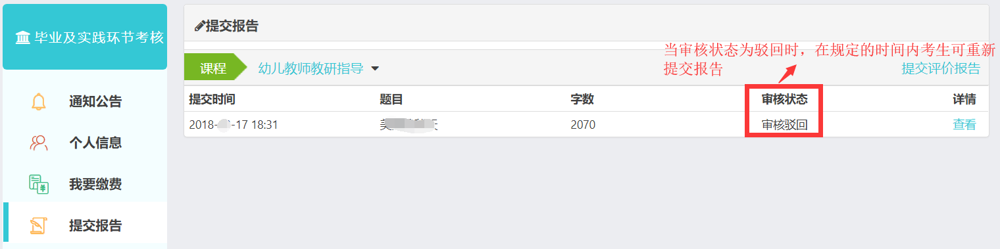 毕业及实践环节考核
通知公告
个人信息
我要缴费
提交报告
提交报告
当审核状态为驳回时，在规定的时间内考生可重新
提交报告
课程 幼儿教师教研指导 提交评价报告
提交时间 题目 字数 审核状态 详情
2018- -17 18:31 2070 审核驳回 查看